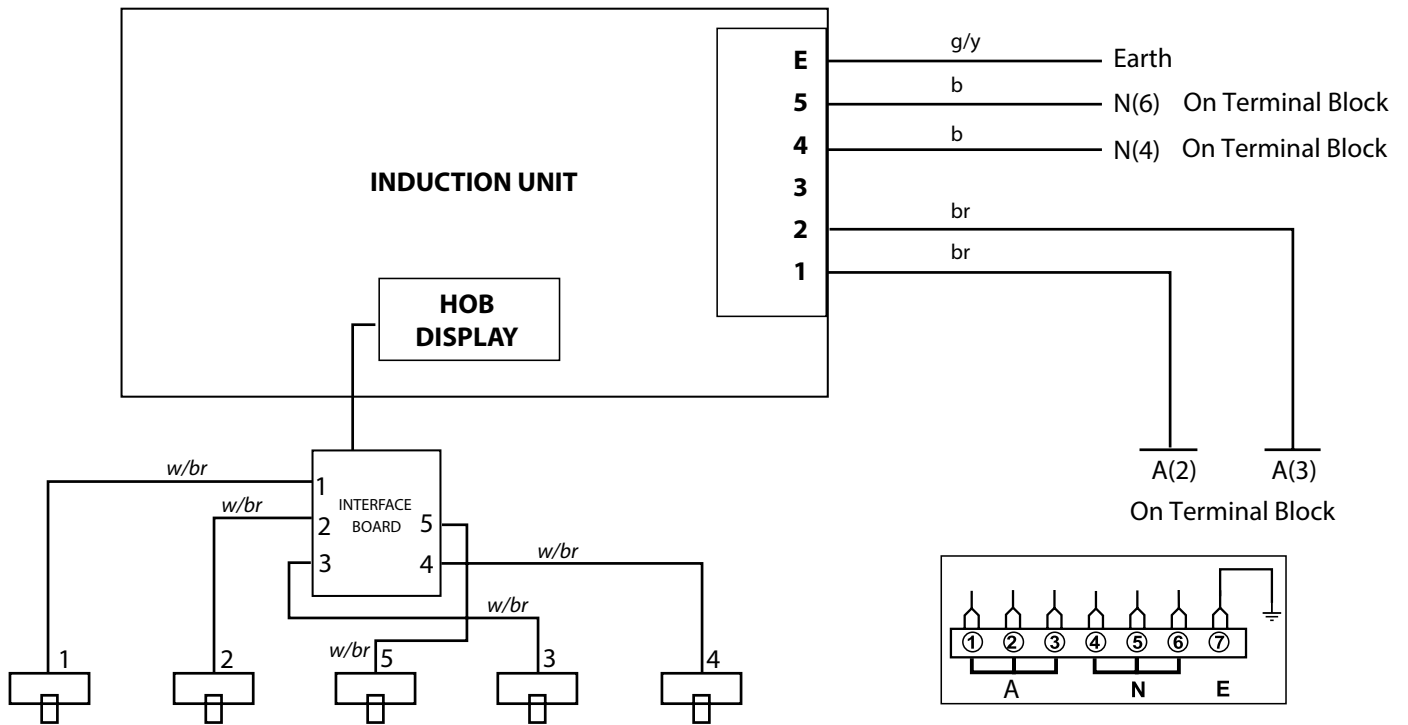 E g/y Earth
5 b N(6) On Terminal Block
4 b N(4) On Terminal Block
INDUCTION UNIT
3
2 br
1 br
HOB
DISPLAY
A(2) A(3)
On Terminal Block
w/br 1
INTERFACE
BOARD
w/br 2 5
3 4 w/br
w/br
w/br
1 2 5 3 4
1 2 3 4 5 6 7
A N E